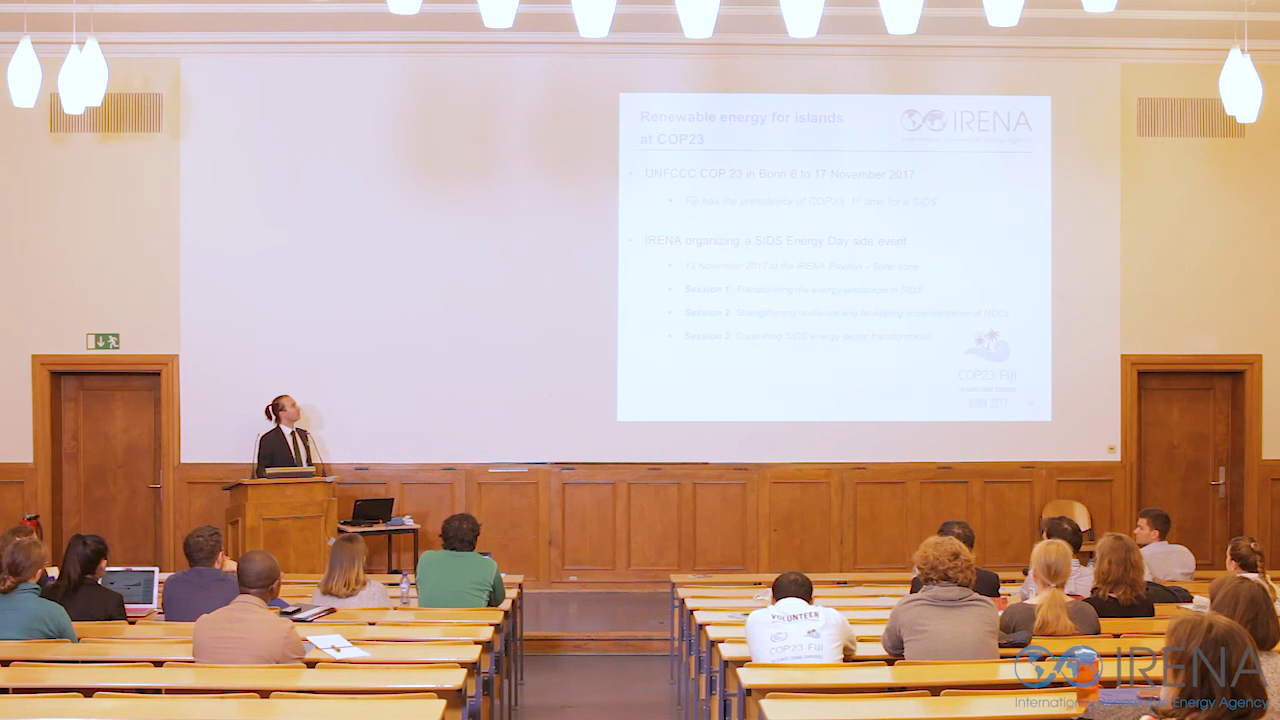 Renewable energy for islands
at COP23
IRENA
International Renewable Energy Agency
UNFCCC COP 23 in Bonn 6 to 17 November 2017
Fiji has the presidency of COP23, 1st time for a SIDS
IRENA organizing a SIDS Energy Day side event
November 2017 at the IRENA Pavilion – Bonn zone
Session 1: Transforming the energy landscape in SIDS
Session 2: Strengthening resilience and facilitating implementation of NDCs
Session 3: Supporting SIDS energy sector transformation
COP23 FIJI
BONN 2017
VOLUNTEER
COP23 FIJI
IRENA
International Renewable Energy Agency